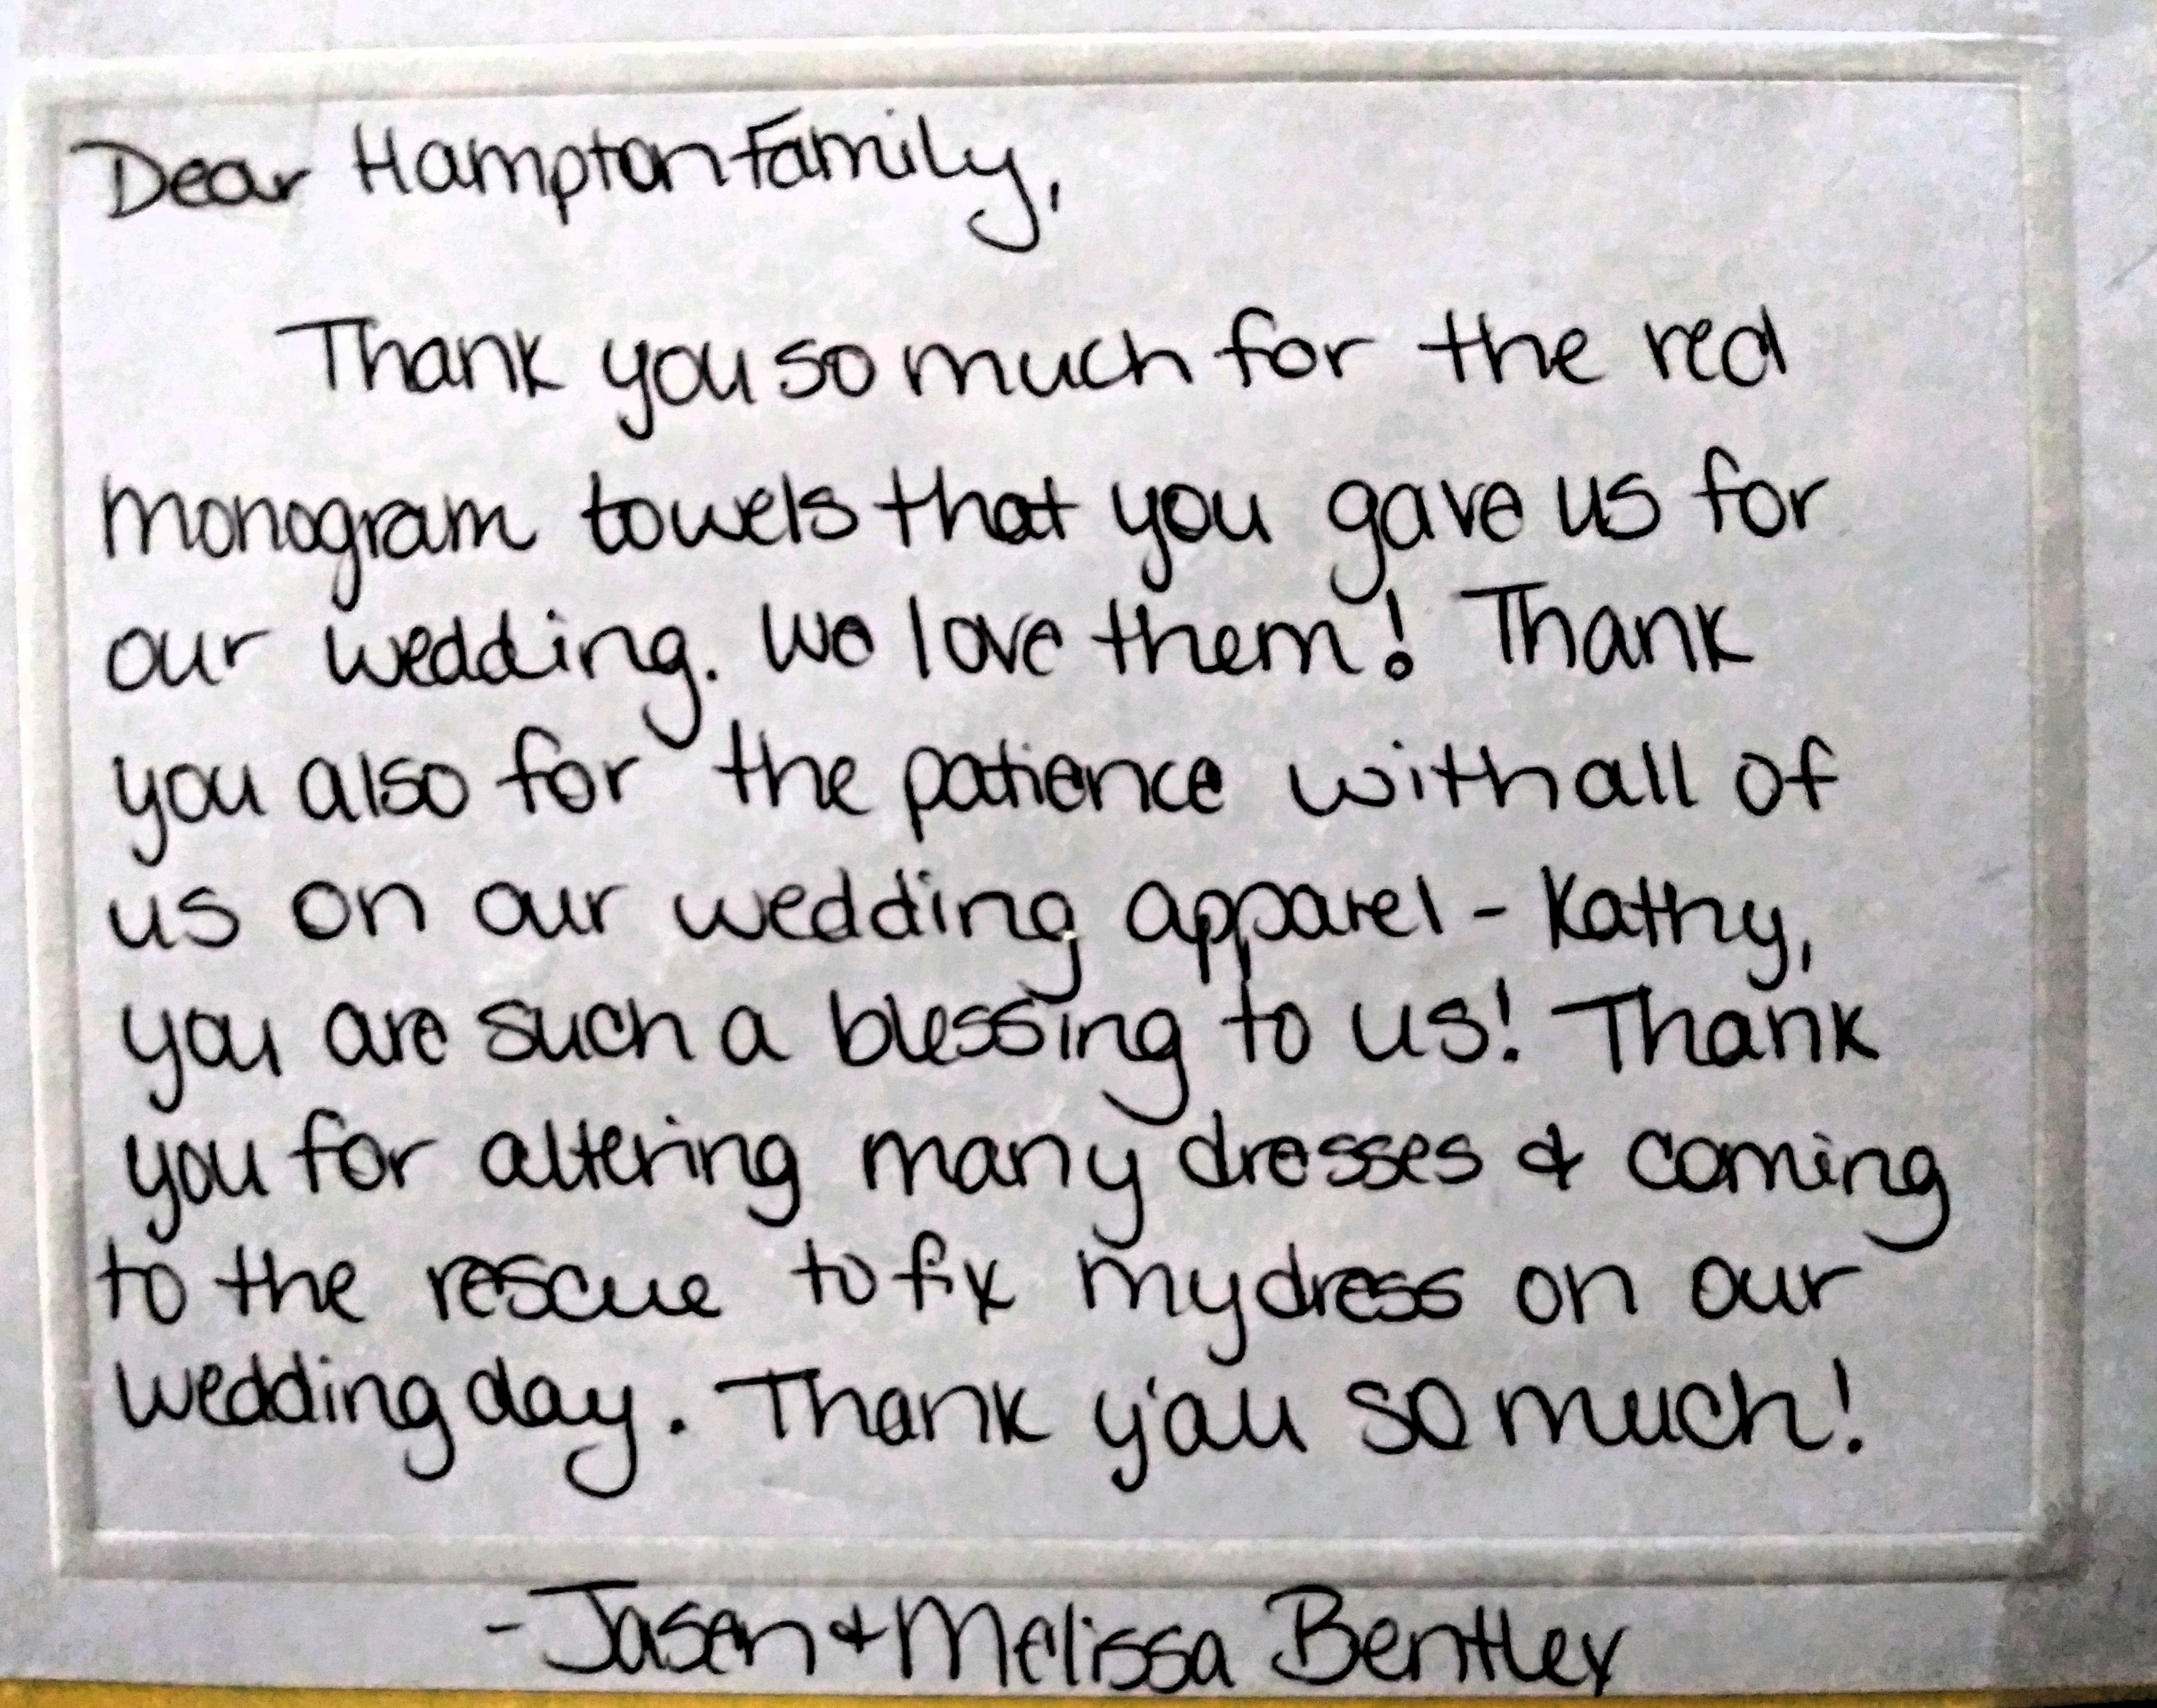 Dear Hampton Family,
Thank you so much for the red
monogram towels that you gave us for
our wedding. We love them! Thank
you also for the patience with all of
us on our wedding apparel - Kathy,
you are such a blessing to us! Thank
you for altering many dresses & coming
to the rescue to fix my dress on our
wedding day. Thank you so much!
- Jasen & Melissa Bentley